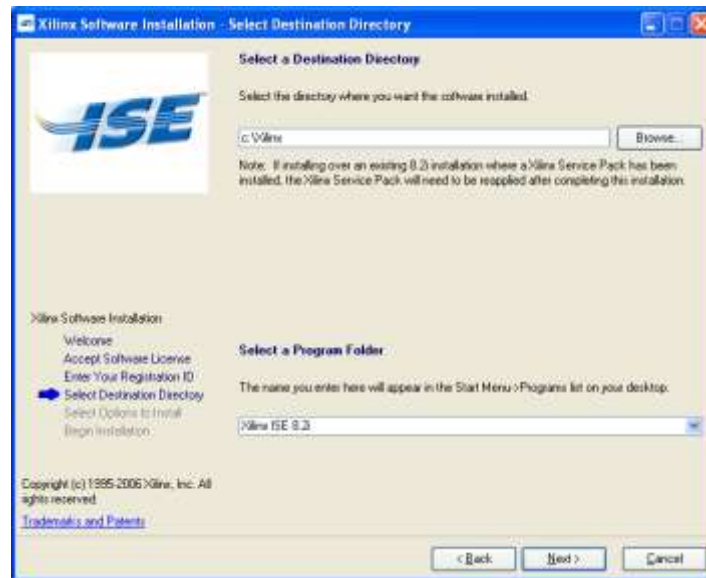 Xilinx Software Installation - Select Destination Directory
ISE
Select a Destination Directory
Select the directory where you want the software installed.
c:\Xilinx
Browse...
Note: If installing over an existing 8.2i installation where a Xilinx Service Pack has been
installed, the Xilinx Service Pack will need to be reapplied after completing this installation.
Xilinx Software Installation
Welcome
Accept Software License
Enter Your Registration ID
Select Destination Directory
Select Options to Install
Begin Installation
Select a Program Folder
The name you enter here will appear in the Start Menu->Programs list on your desktop.
Xilinx ISE 8.2i
Copyright (c) 1995-2006 Xilinx, Inc. All
rights reserved.
Trademarks and Patents
< Back
Next >
Cancel